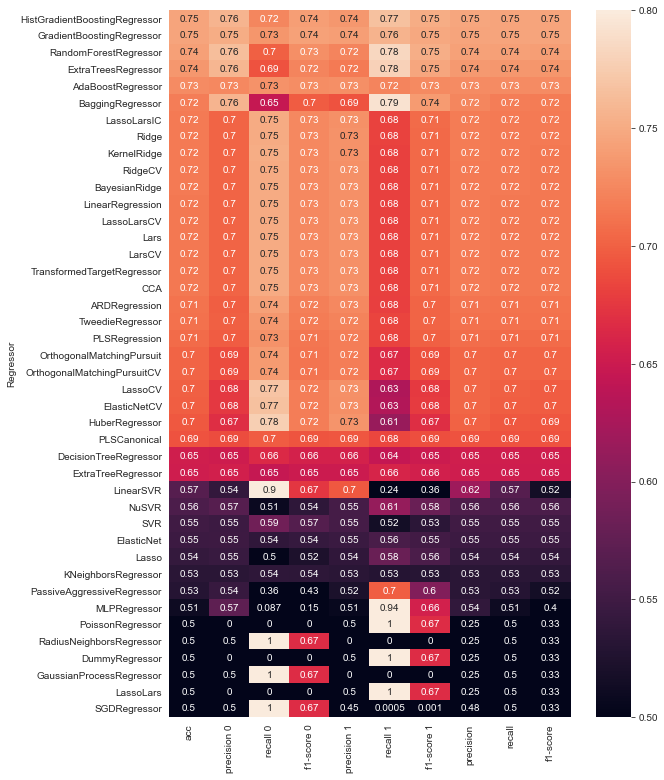 HistGradientBoostingRegressor 0.75 0.76 0.72 0.74 0.74 0.77 0.75 0.75 0.75 0.75
GradientBoostingRegressor 0.75 0.75 0.73 0.74 0.74 0.76 0.75 0.75 0.75 0.75
RandomForestRegressor 0.74 0.76 0.7 0.73 0.72 0.78 0.75 0.74 0.74 0.74
ExtraTreesRegressor 0.74 0.76 0.69 0.72 0.72 0.78 0.75 0.74 0.74 0.74
AdaBoostRegressor 0.73 0.73 0.73 0.73 0.73 0.72 0.73 0.73 0.73 0.73
BaggingRegressor 0.72 0.76 0.65 0.7 0.69 0.79 0.74 0.72 0.72 0.72
LassoLarsIC 0.72 0.7 0.75 0.73 0.73 0.68 0.71 0.72 0.72 0.72
Ridge 0.72 0.7 0.75 0.73 0.73 0.68 0.71 0.72 0.72 0.72
KernelRidge 0.72 0.7 0.75 0.73 0.73 0.68 0.71 0.72 0.72 0.72
RidgeCV 0.72 0.7 0.75 0.73 0.73 0.68 0.71 0.72 0.72 0.72
BayesianRidge 0.72 0.7 0.75 0.73 0.73 0.68 0.71 0.72 0.72 0.72
LinearRegression 0.72 0.7 0.75 0.73 0.73 0.68 0.71 0.72 0.72 0.72
LassoLarsCV 0.72 0.7 0.75 0.73 0.73 0.68 0.71 0.72 0.72 0.72
Lars 0.72 0.7 0.75 0.73 0.73 0.68 0.71 0.72 0.72 0.72
LarsCV 0.72 0.7 0.75 0.73 0.73 0.68 0.71 0.72 0.72 0.72
TransformedTargetRegressor 0.72 0.7 0.75 0.73 0.73 0.68 0.71 0.72 0.72 0.72
CCA 0.72 0.7 0.75 0.73 0.73 0.68 0.71 0.72 0.72 0.72
ARDRegression 0.71 0.7 0.74 0.72 0.73 0.68 0.7 0.71 0.71 0.71
TweedieRegressor 0.71 0.7 0.74 0.72 0.73 0.68 0.7 0.71 0.71 0.71
PLSRegression 0.71 0.7 0.73 0.71 0.72 0.68 0.7 0.71 0.71 0.71
OrthogonalMatchingPursuit 0.7 0.69 0.74 0.71 0.72 0.67 0.69 0.7 0.7 0.7
OrthogonalMatchingPursuitCV 0.7 0.69 0.74 0.71 0.72 0.67 0.69 0.7 0.7 0.7
LassoCV 0.7 0.68 0.77 0.72 0.73 0.63 0.68 0.7 0.7 0.7
ElasticNetCV 0.7 0.68 0.77 0.72 0.73 0.63 0.68 0.7 0.7 0.7
HuberRegressor 0.7 0.67 0.78 0.72 0.73 0.61 0.67 0.7 0.7 0.69
PLSCanonical 0.69 0.69 0.7 0.69 0.69 0.68 0.69 0.69 0.69 0.69
DecisionTreeRegressor 0.65 0.65 0.66 0.66 0.66 0.64 0.65 0.65 0.65 0.65
ExtraTreeRegressor 0.65 0.65 0.65 0.65 0.65 0.66 0.66 0.65 0.65 0.65
LinearSVR 0.57 0.54 0.9 0.67 0.7 0.24 0.36 0.62 0.57 0.52
NuSVR 0.56 0.57 0.51 0.54 0.55 0.61 0.58 0.56 0.56 0.56
SVR 0.55 0.55 0.59 0.57 0.55 0.52 0.53 0.55 0.55 0.55
ElasticNet 0.55 0.55 0.54 0.54 0.55 0.56 0.55 0.55 0.55 0.55
Lasso 0.54 0.55 0.5 0.52 0.54 0.58 0.56 0.54 0.54 0.54
KNeighborsRegressor 0.53 0.53 0.54 0.54 0.53 0.53 0.53 0.53 0.53 0.53
PassiveAggressiveRegressor 0.53 0.54 0.36 0.43 0.52 0.7 0.6 0.53 0.53 0.52
MLPRegressor 0.51 0.57 0.087 0.15 0.51 0.94 0.66 0.54 0.51 0.4
PoissonRegressor 0.5 0 0 0 0.5 1 0.67 0.25 0.5 0.33
RadiusNeighborsRegressor 0.5 0.5 1 0.67 0 0 0 0.25 0.5 0.33
DummyRegressor 0.5 0 0 0 0.5 1 0.67 0.25 0.5 0.33
GaussianProcessRegressor 0.5 0.5 1 0.67 0 0 0 0.25 0.5 0.33
LassoLars 0.5 0 0 0 0.5 1 0.67 0.25 0.5 0.33
SGDRegressor 0.5 0.5 1 0.67 0.45 0.0005 0.001 0.48 0.5 0.33
Regressor
acc precision 0 recall 0 f1-score 0 precision 1 recall 1 f1-score 1 precision recall f1-score
0.80
0.75
0.70
0.65
0.60
0.55
0.50